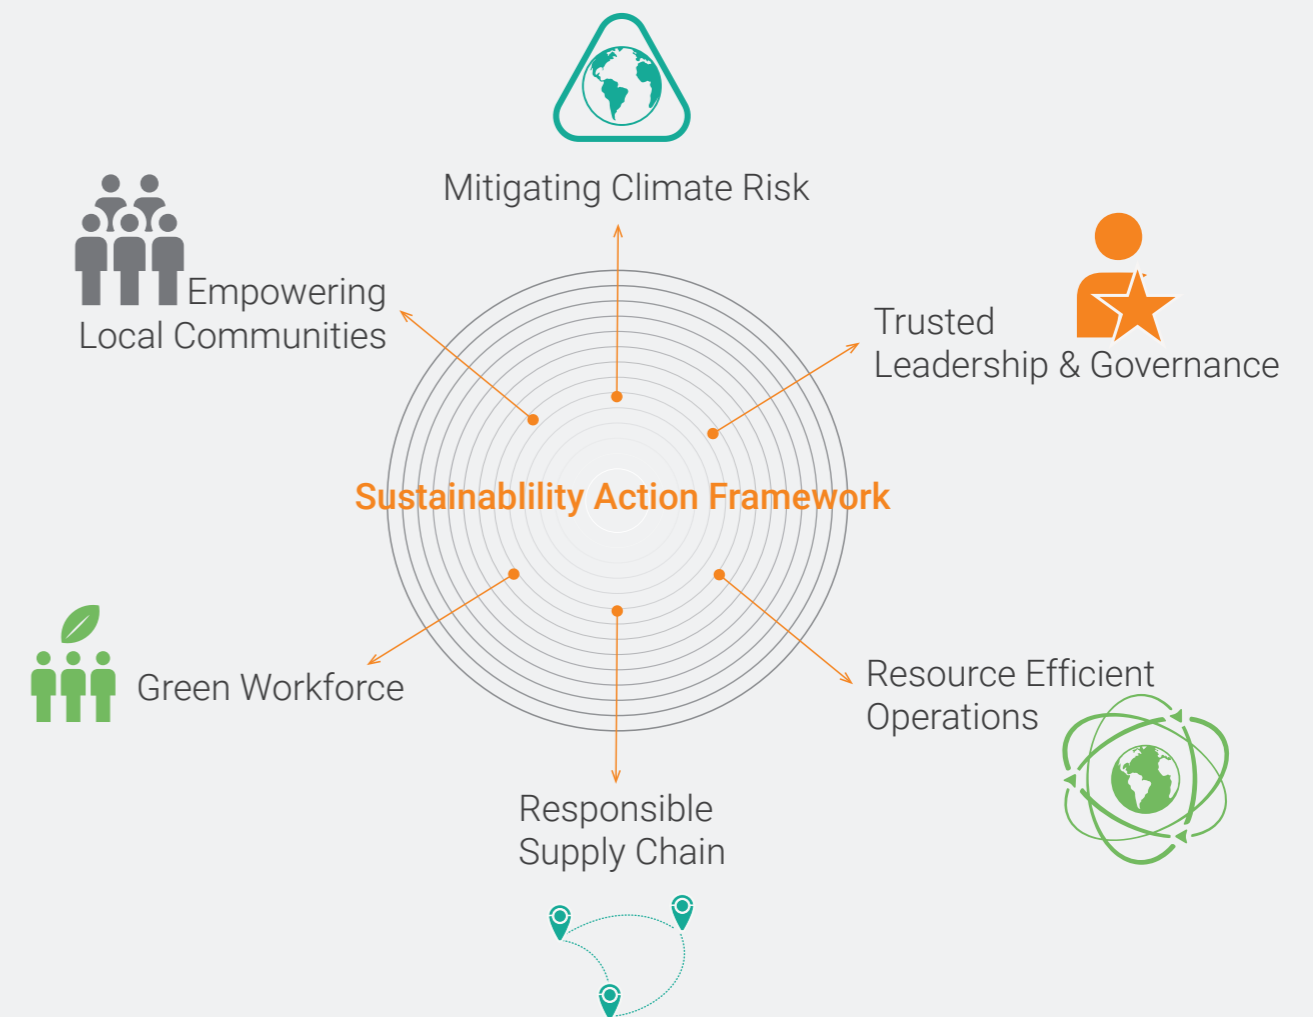 Mitigating Climate Risk
Empowering
Local Communities
Trusted
Leadership & Governance
Sustainablility Action Framework
Green Workforce
Resource Efficient
Operations
Responsible
Supply Chain